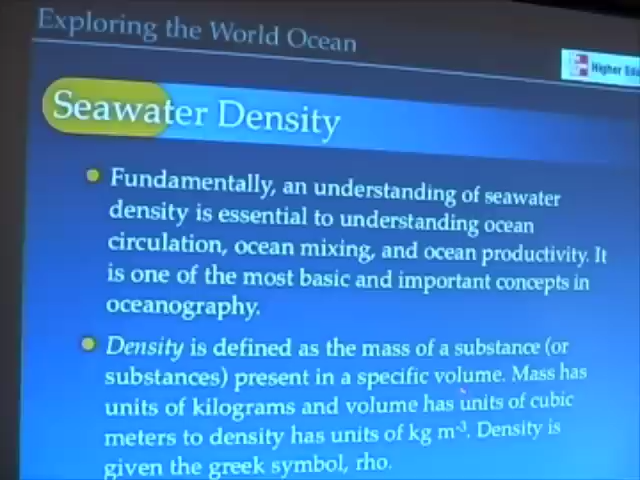 Exploring the World Ocean
Higher
Seawater Density
Fundamentally, an understanding of seawater
density is essential to understanding ocean
circulation, ocean mixing, and ocean productivity. It
is one of the most basic and important concepts in
oceanography.
Density is defined as the mass of a substance (or
substances) present in a specific volume. Mass has
units of kilograms and volume has units of cubic
meters to density has units of kg m⁻³. Density is
given the greek symbol, rho.